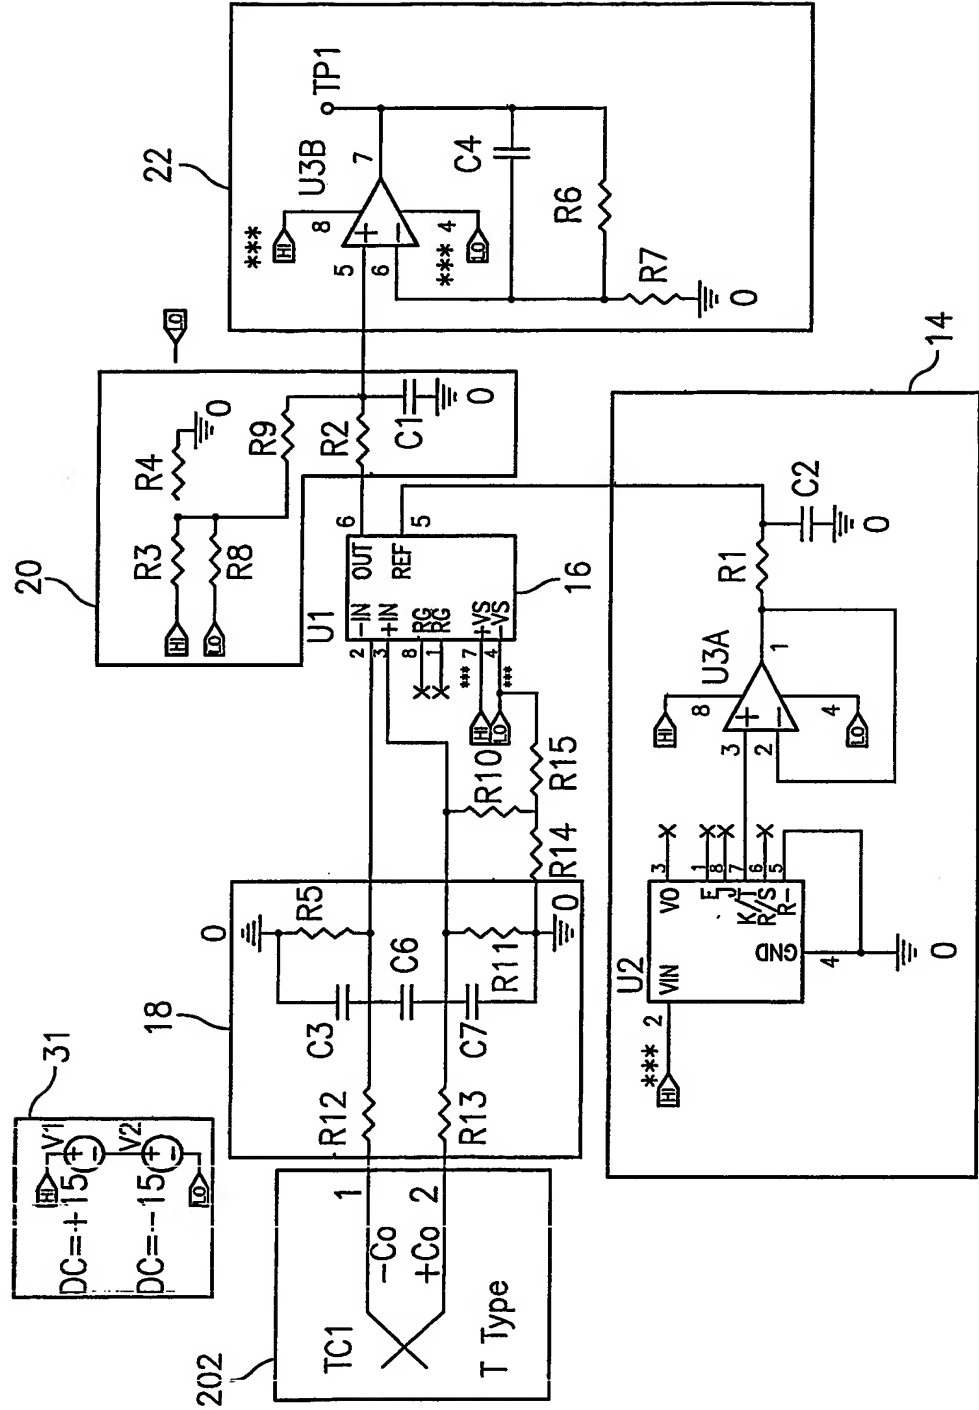 202
TC1
T Type
-Co
+Co
1
2
31
HI
V1
DC=+15
V2
DC=-15
LO
18
0
R5
C3
C6
C7
R12
R13
R11
0
R14
R10
R15
HI
LO
***
***
U1
16
2
-IN
3
+IN
8
RG
1
RG
7
+VS
4
-VS
OUT
6
REF
5
20
HI
R3
LO
R8
R4
0
R9
R2
C1
0
LO
22
***
HI
8
U3B
5
6
7
***
4
LO
TP1
C4
R6
R7
0
14
***
HI
2
U2
VIN
VO
3
E
1
J
8
K/T
7
R/S
6
R-
5
GND
4
0
HI
8
U3A
3
2
1
4
LO
R1
C2
0